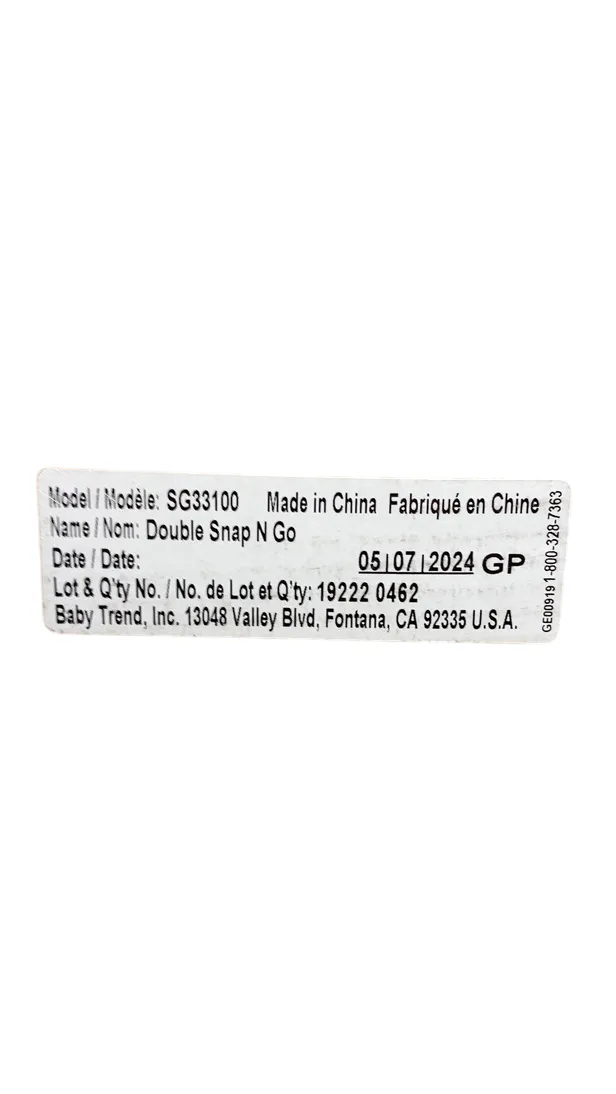 Model / Modèle: SG33100 Made in China Fabriqué en Chine
Name / Nom: Double Snap N Go
Date / Date: 05|07|2024 GP
Lot & Q'ty No. / No. de Lot et Q'ty: 19222 0462
Baby Trend, Inc. 13048 Valley Blvd, Fontana, CA 92335 U.S.A.
GE00919 1-800-328-7363